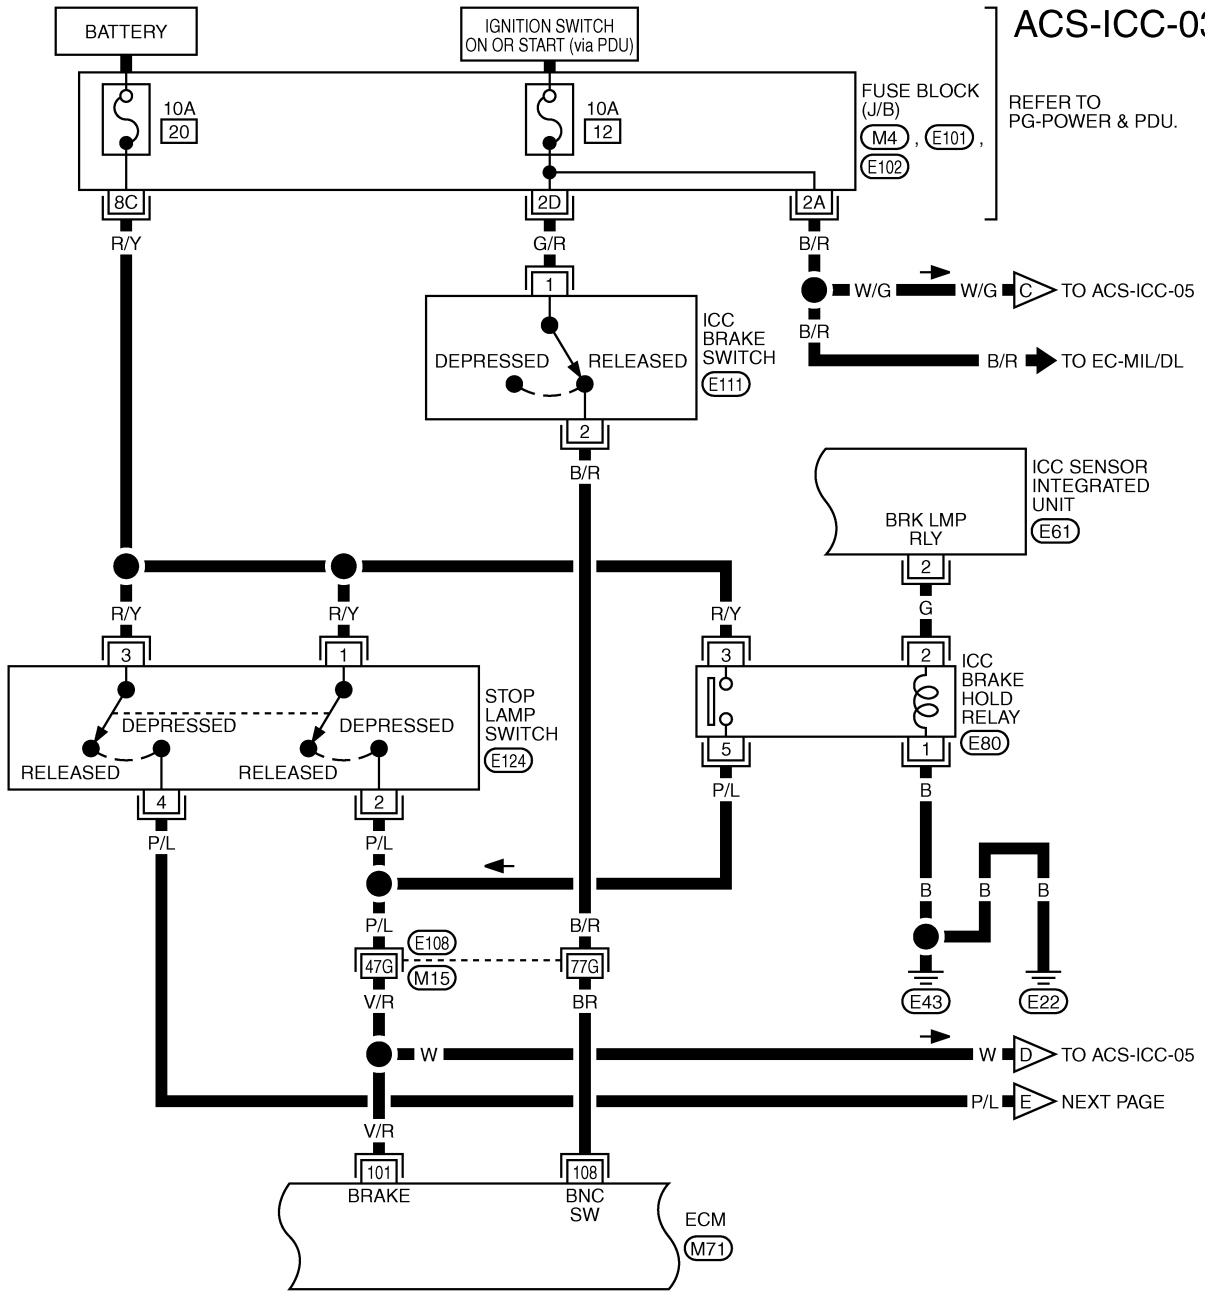 BATTERY
IGNITION SWITCH
ON OR START (via PDU)
ACS-ICC-03
10A
20
10A
12
FUSE BLOCK
(J/B)
M4 , E101 ,
E102
REFER TO
PG-POWER & PDU.
8C
2D
2A
R/Y
G/R
B/R
1
W/G
W/G
C
TO ACS-ICC-05
B/R
B/R
TO EC-MIL/DL
DEPRESSED
RELEASED
ICC
BRAKE
SWITCH
E111
2
B/R
BRK LMP
RLY
ICC SENSOR
INTEGRATED
UNIT
E61
2
G
R/Y
R/Y
R/Y
3
1
3
2
DEPRESSED
DEPRESSED
RELEASED
RELEASED
STOP
LAMP
SWITCH
E124
ICC
BRAKE
HOLD
RELAY
E80
5
1
4
2
P/L
B
P/L
P/L
P/L
B/R
B
B
B
E108
47G
77G
M15
V/R
BR
E43
E22
W
W
D
TO ACS-ICC-05
P/L
E
NEXT PAGE
V/R
101
108
BRAKE
BNC
SW
ECM
M71